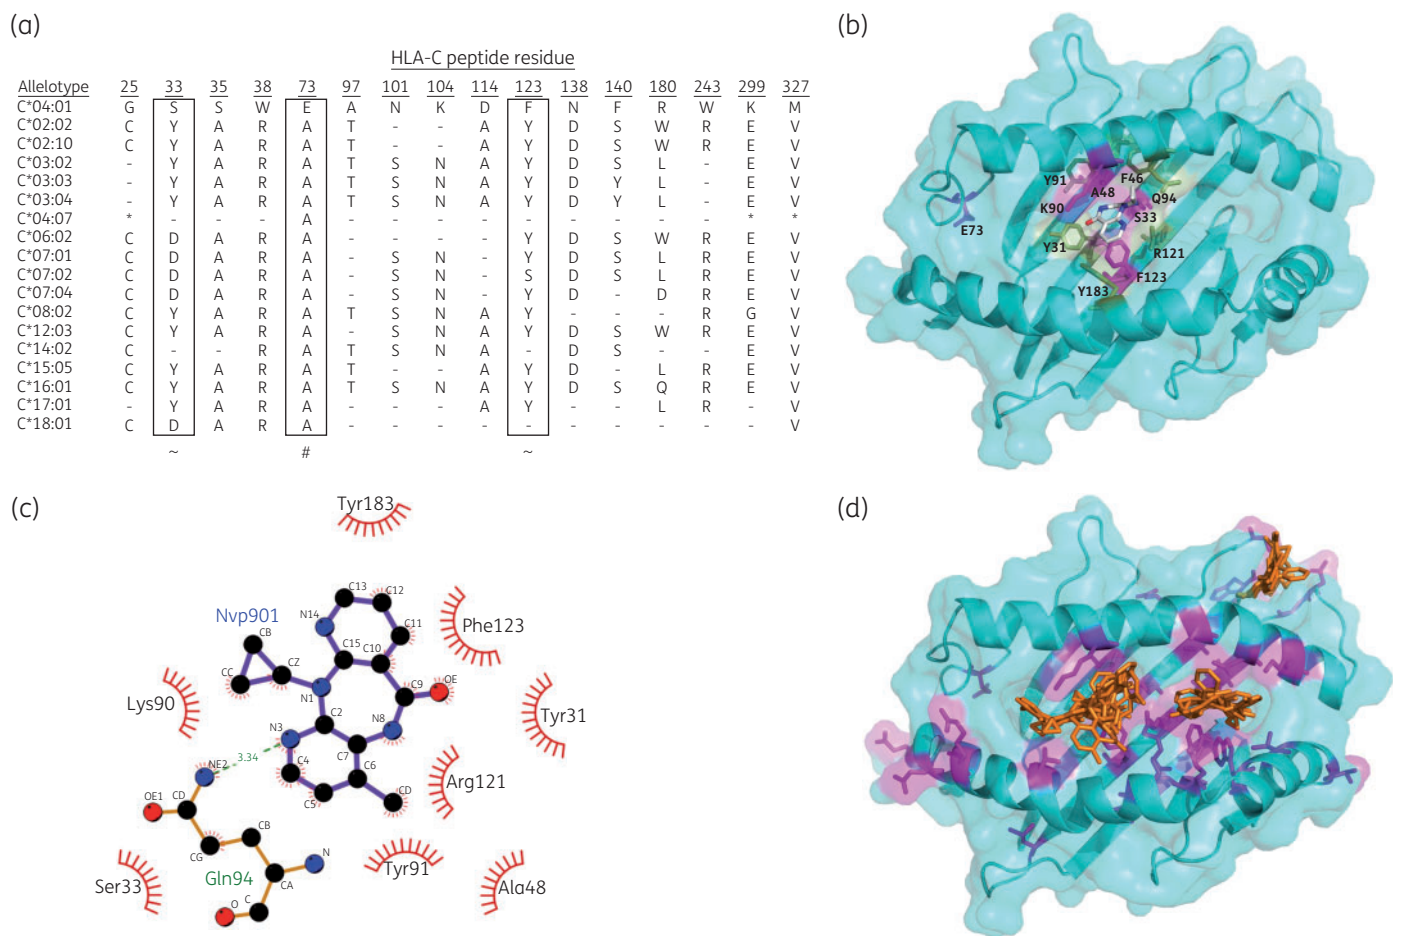 (a)
HLA-C peptide residue
Allelotype 25 33 35 38 73 97 101 104 114 123 138 140 180 243 299 327
C*04:01 G S S W E A N K D F N F R W K M
C*02:02 C Y A R A T - - A Y D S W R E V
C*02:10 C Y A R A T - - A Y D S W R E V
C*03:02 - Y A R A T S N A Y D S L - E V
C*03:03 - Y A R A T S N A Y D Y L - E V
C*03:04 - Y A R A T S N A Y D Y L - E V
C*04:07 * - - - A - - - - - - - - - * *
C*06:02 C D A R A - - - - Y D S W R E V
C*07:01 C D A R A - S N - Y D S L R E V
C*07:02 C D A R A - S N - S D S L R E V
C*07:04 C D A R A - S N - Y D - D R E V
C*08:02 C Y A R A T S N A Y - - - R G V
C*12:03 C Y A R A - S N A Y D S W R E V
C*14:02 C - - R A T S N A - D S - - E V
C*15:05 C Y A R A T - - A Y D - L R E V
C*16:01 C Y A R A T S N A Y D S Q R E V
C*17:01 - Y A R A - - - A Y - - L R - V
C*18:01 C D A R A - - - - - - - - - - V
~ # ~
(b)
Y91
F46
A48
Q94
K90
S33
E73
Y31
R121
F123
Y183
(c)
Tyr183
C13
C12
Nvp901
N14
C11
Phe123
CB
C15
C10
CZ
CC
C9
OE
N1
Lys90
C2
N8
Tyr31
N3
3.34
C7
NE2
C4
C6
Arg121
OE1
CD
C5
CD
CB
CG
N
Tyr91
Gln94
CA
Ser33
Ala48
O
C
(d)